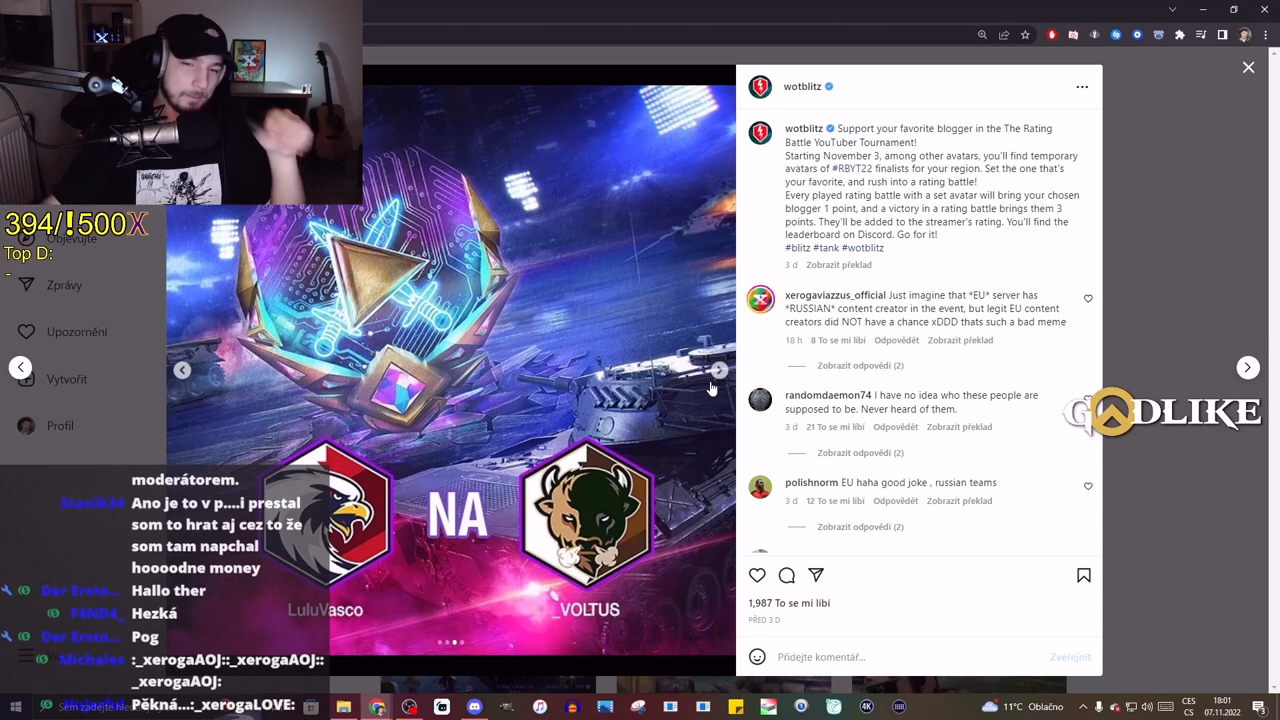 wotblitz
wotblitz Support your favorite blogger in the The Rating
Battle YouTuber Tournament!
Starting November 3, among other avatars, you'll find temporary
avatars of #RBYT22 finalists for your region. Set the one that's
your favorite, and rush into a rating battle!
Every played rating battle with a set avatar will bring your chosen
blogger 1 point, and a victory in a rating battle brings them 3
points. They'll be added to the streamer's rating. You'll find the
leaderboard on Discord. Go for it!
#blitz #tank #wotblitz
3 d Zobrazit překlad
xerogaviazzus_official Just imagine that *EU* server has
*RUSSIAN* content creator in the event, but legit EU content
creators did NOT have a chance xDDD thats such a bad meme
18 h 8 To se mi líbí Odpovědět Zobrazit překlad
Zobrazit odpovědi (2)
randomdaemon74 I have no idea who these people are
supposed to be. Never heard of them.
3 d 21 To se mi líbí Odpovědět Zobrazit překlad
Zobrazit odpovědi (2)
polishnorm EU haha good joke , russian teams
3 d 12 To se mi líbí Odpovědět Zobrazit překlad
Zobrazit odpovědi (2)
1,987 To se mi líbí
PŘED 3 D
Přidejte komentář...
Zveřejnit
394/!500X
Top D:
-
Objevujte
Zprávy
Upozornění
Vytvořit
Profil
GODLIKE
NA
LuluVasco
_VOLTUS
moderátorem.
Stanik34 Ano je to v p....i prestal
som to hrat aj cez to že
som tam napchal
hoooodne money
Der Ersto... Hallo ther
F4ND4_ Hezká
Der Ersto... Pog
Michales :_xerogaAOJ::_xerogaAOJ::
_xerogaAOJ:
Pěkná...:_xerogaLOVE:
CES
18:01
07.11.2022